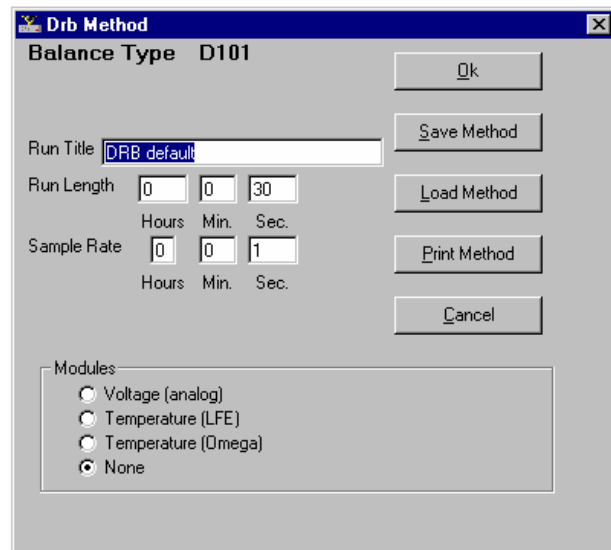 Drb Method
Balance Type D101
Ok
Save Method
Run Title DRB default
Run Length 0 0 30
Load Method
Hours Min. Sec.
Sample Rate 0 0 1
Print Method
Hours Min. Sec.
Cancel
Modules
Voltage (analog)
Temperature (LFE)
Temperature (Omega)
None